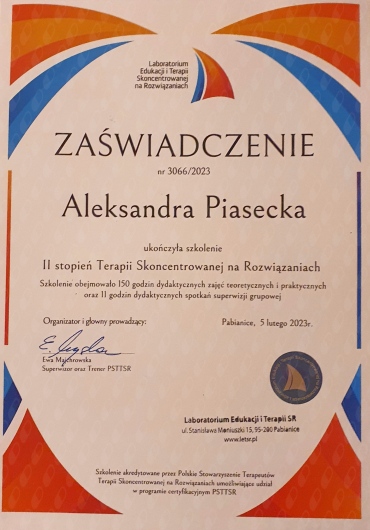 Laboratorium
Edukacji i Terapii
Skoncentrowanej
na Rozwiązaniach
ZAŚWIADCZENIE
nr 3066/2023
Aleksandra Piasecka
ukończyła szkolenie
II stopień Terapii Skoncentrowanej na Rozwiązaniach
Szkolenie obejmowało 150 godzin dydaktycznych zajęć teoretycznych i praktycznych
oraz 11 godzin dydaktycznych spotkań superwizji grupowej
Organizator i główny prowadzący:
Pabianice, 5 lutego 2023r.
Ewa Majchrowska
Superwizor oraz Trener PSTTSR
Laboratorium Edukacji i Terapii SR
ul. Stanisława Moniuszki 15, 95-200 Pabianice
www.letsr.pl
Szkolenie akredytowane przez Polskie Stowarzyszenie Terapeutów
Terapii Skoncentrowanej na Rozwiązaniach umożliwiające udział
w programie certyfikacyjnym PSTTSR